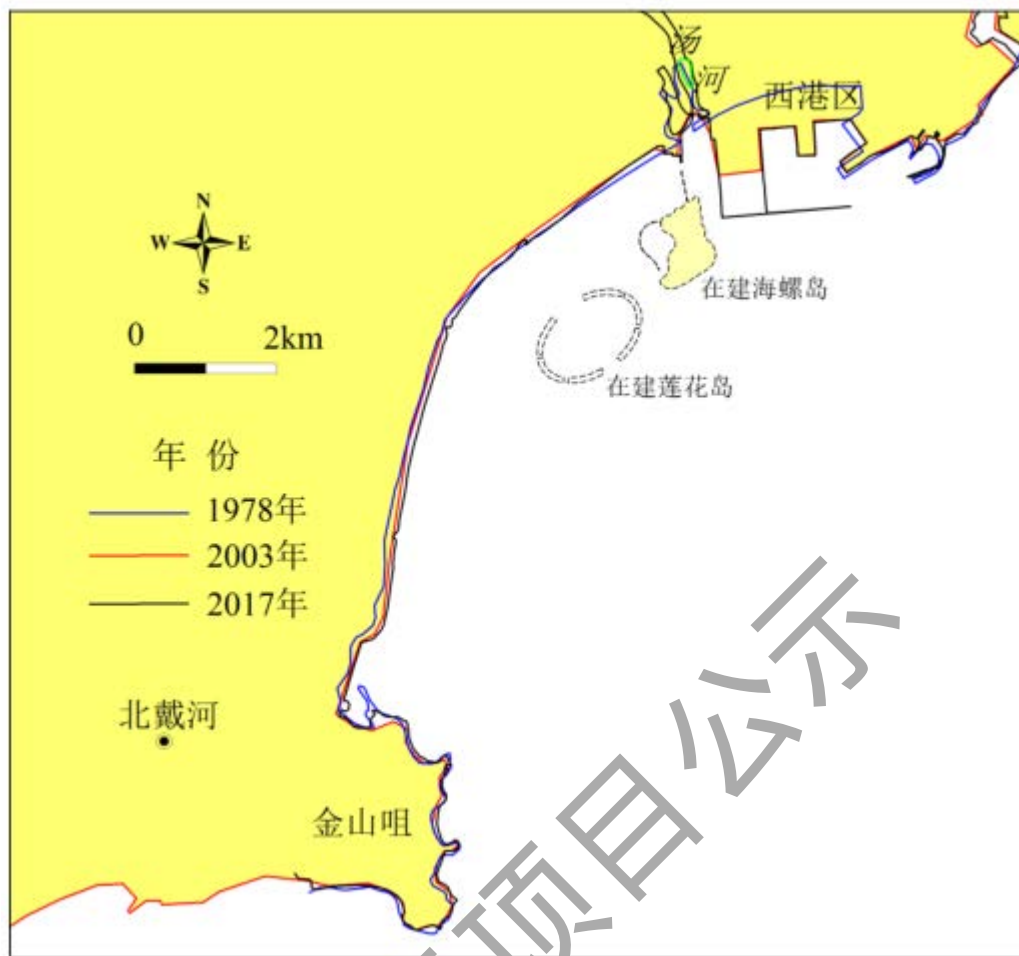 汤
河
西港区
N
W E
S
在建海螺岛
0 2km
在建莲花岛
年 份
1978年
2003年
2017年
北戴河
金山咀
项目公示